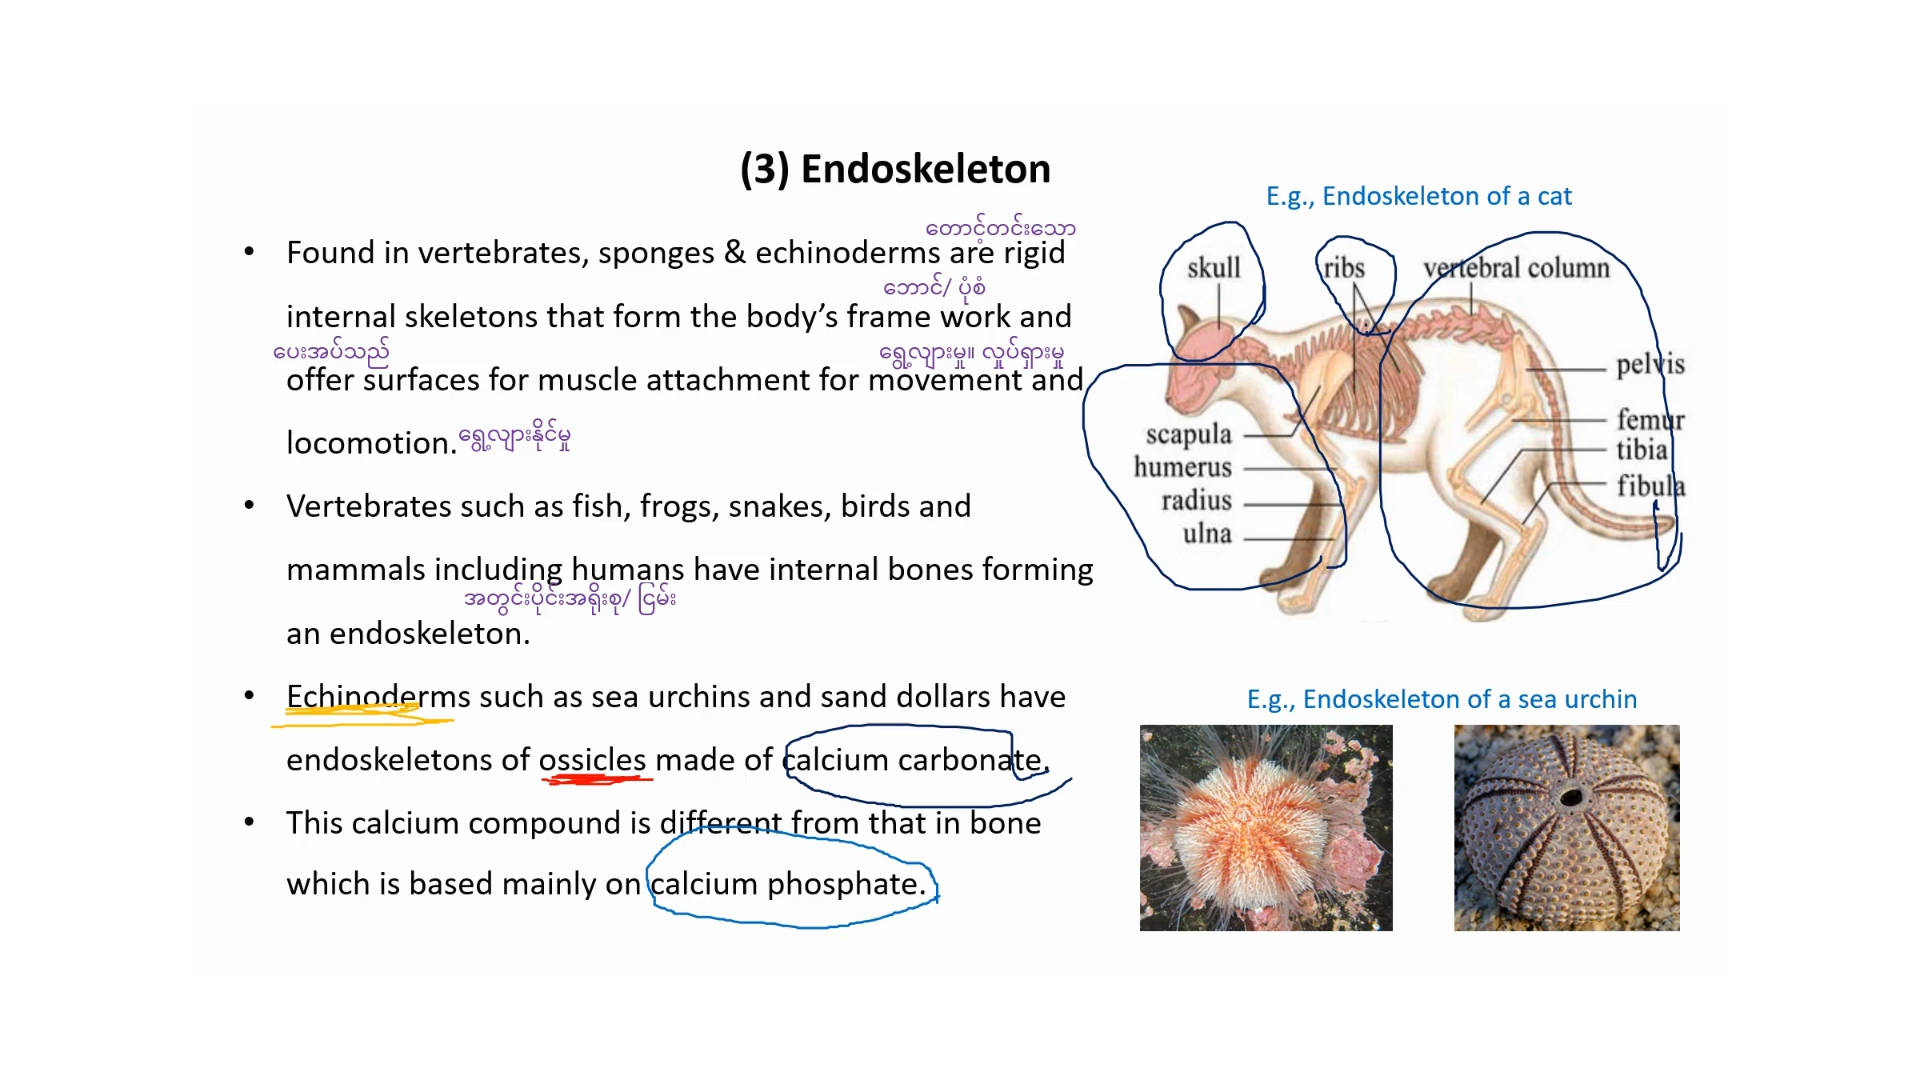 (3) Endoskeleton
E.g., Endoskeleton of a cat
တောင့်တင်းသော
• Found in vertebrates, sponges & echinoderms are rigid
ဘောင်/ ပုံစံ
internal skeletons that form the body’s frame work and
ပေးအပ်သည်
ရွေ့လျားမှု။ လှုပ်ရှားမှု
offer surfaces for muscle attachment for movement and
locomotion. ရွေ့လျားနိုင်မှု
• Vertebrates such as fish, frogs, snakes, birds and
mammals including humans have internal bones forming
အတွင်းပိုင်းအရိုးစု/ ငြမ်း
an endoskeleton.
• Echinoderms such as sea urchins and sand dollars have
endoskeletons of ossicles made of calcium carbonate.
• This calcium compound is different from that in bone
which is based mainly on calcium phosphate.
skull
ribs
vertebral column
pelvis
femur
tibia
fibula
scapula
humerus
radius
ulna
E.g., Endoskeleton of a sea urchin